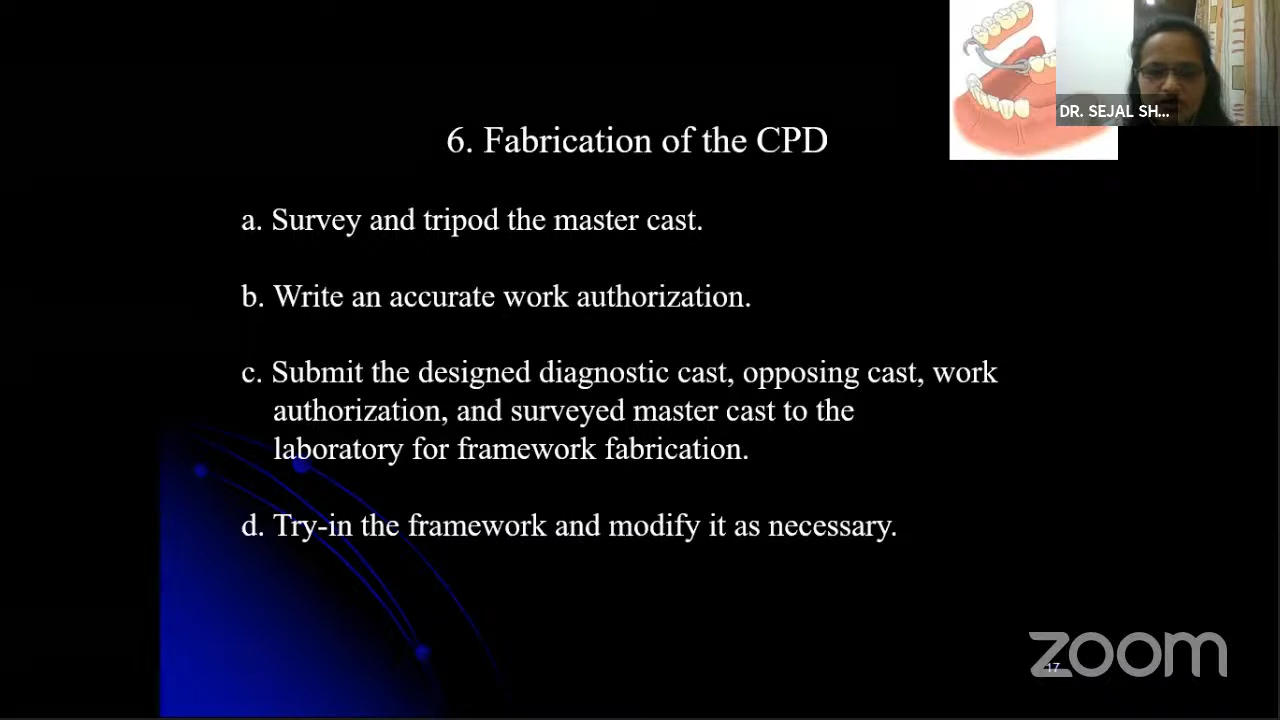 DR. SEJAL SH...
6. Fabrication of the CPD
a. Survey and tripod the master cast.
b. Write an accurate work authorization.
c. Submit the designed diagnostic cast, opposing cast, work
authorization, and surveyed master cast to the
laboratory for framework fabrication.
d. Try-in the framework and modify it as necessary.
zoom
17